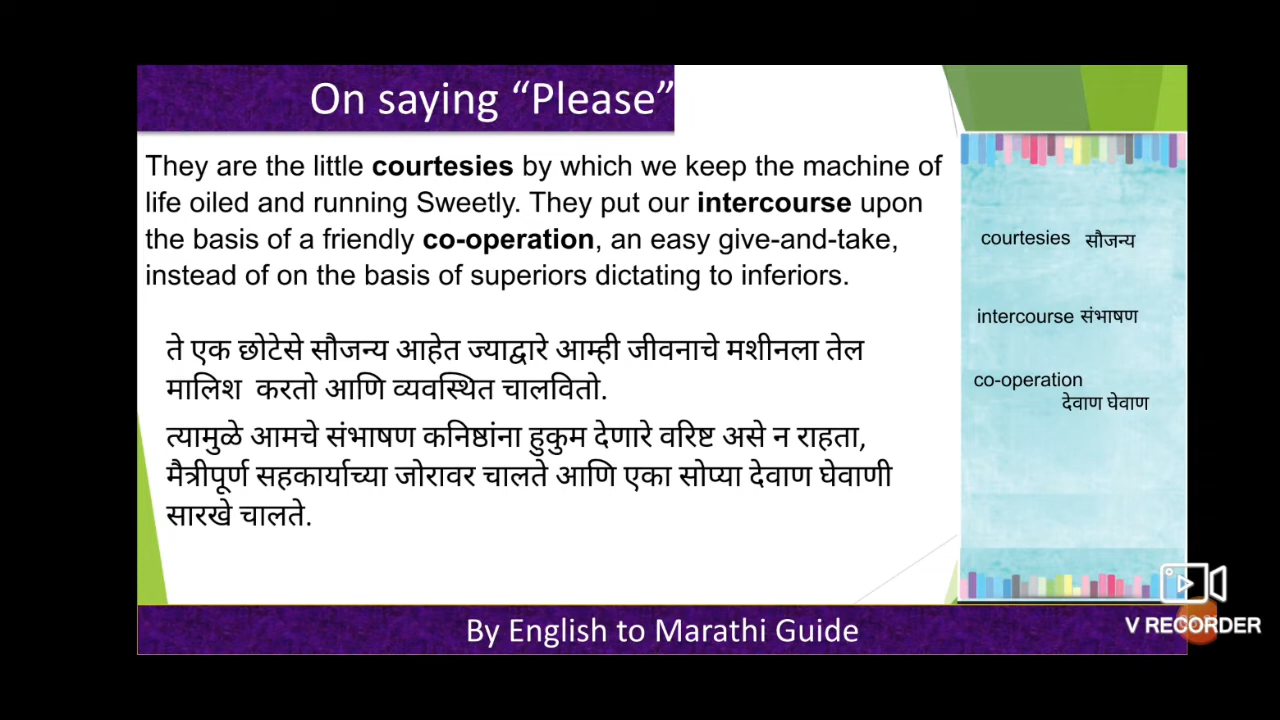 On saying “Please”
They are the little courtesies by which we keep the machine of
life oiled and running Sweetly. They put our intercourse upon
the basis of a friendly co-operation, an easy give-and-take,
instead of on the basis of superiors dictating to inferiors.
ते एक छोटेसे सौजन्य आहेत ज्याद्वारे आम्ही जीवनाचे मशीनला तेल
मालिश करतो आणि व्यवस्थित चालवितो.
त्यामुळे आमचे संभाषण कनिष्ठांना हुकुम देणारे वरिष्ट असे न राहता,
मैत्रीपूर्ण सहकार्याच्या जोरावर चालते आणि एका सोप्या देवाण घेवाणी
सारखे चालते.
courtesies सौजन्य
intercourse संभाषण
co-operation
देवाण घेवाण
By English to Marathi Guide
V RECORDER